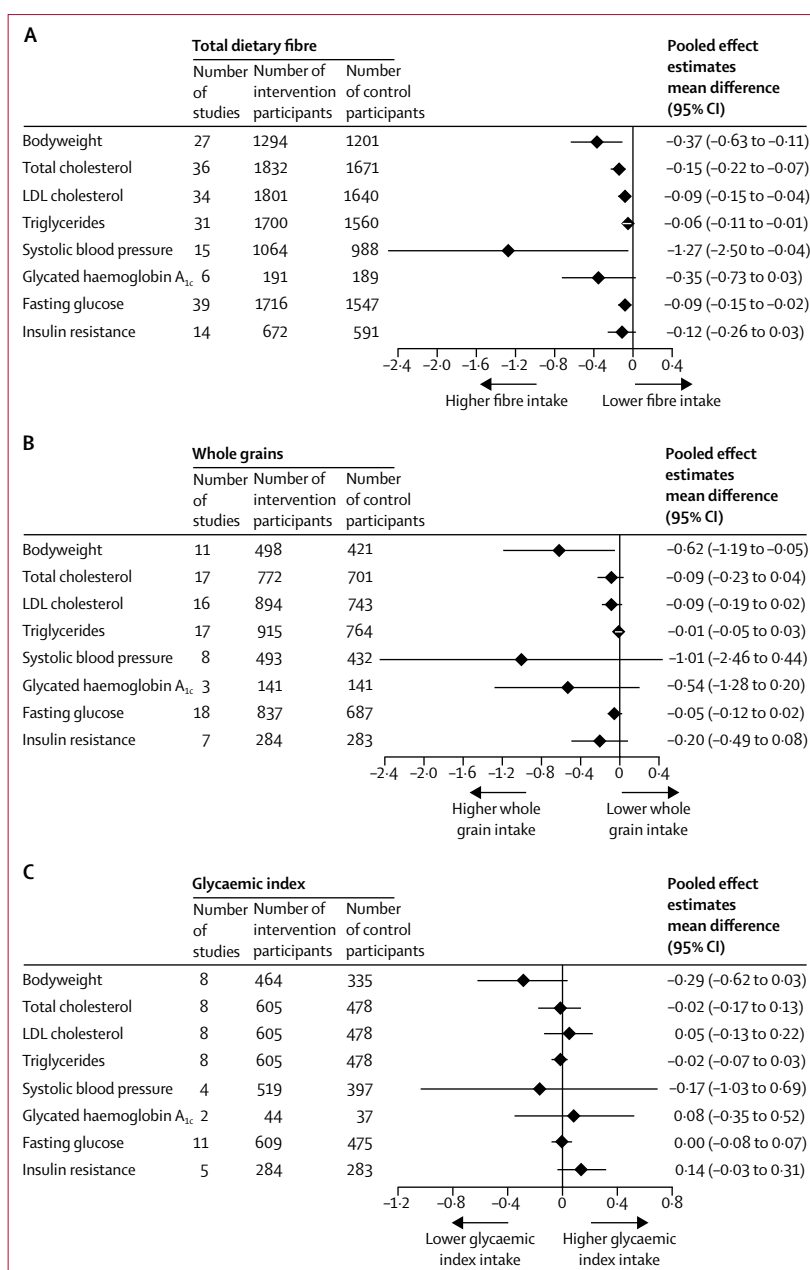 A
Total dietary fibre
Number of studies Number of intervention participants Number of control participants Pooled effect estimates mean difference (95% CI)
Bodyweight 27 1294 1201 –0·37 (–0·63 to –0·11)
Total cholesterol 36 1832 1671 –0·15 (–0·22 to –0·07)
LDL cholesterol 34 1801 1640 –0·09 (–0·15 to –0·04)
Triglycerides 31 1700 1560 –0·06 (–0·11 to –0·01)
Systolic blood pressure 15 1064 988 –1·27 (–2·50 to –0·04)
Glycated haemoglobin A1c 6 191 189 –0·35 (–0·73 to 0·03)
Fasting glucose 39 1716 1547 –0·09 (–0·15 to –0·02)
Insulin resistance 14 672 591 –0·12 (–0·26 to 0·03)
–2·4 –2·0 –1·6 –1·2 –0·8 –0·4 0 0·4
Higher fibre intake Lower fibre intake
B
Whole grains
Number of studies Number of intervention participants Number of control participants Pooled effect estimates mean difference (95% CI)
Bodyweight 11 498 421 –0·62 (–1·19 to –0·05)
Total cholesterol 17 772 701 –0·09 (–0·23 to 0·04)
LDL cholesterol 16 894 743 –0·09 (–0·19 to 0·02)
Triglycerides 17 915 764 –0·01 (–0·05 to 0·03)
Systolic blood pressure 8 493 432 –1·01 (–2·46 to 0·44)
Glycated haemoglobin A1c 3 141 141 –0·54 (–1·28 to 0·20)
Fasting glucose 18 837 687 –0·05 (–0·12 to 0·02)
Insulin resistance 7 284 283 –0·20 (–0·49 to 0·08)
–2·4 –2·0 –1·6 –1·2 –0·8 –0·4 0 0·4
Higher whole grain intake Lower whole grain intake
C
Glycaemic index
Number of studies Number of intervention participants Number of control participants Pooled effect estimates mean difference (95% CI)
Bodyweight 8 464 335 –0·29 (–0·62 to 0·03)
Total cholesterol 8 605 478 –0·02 (–0·17 to 0·13)
LDL cholesterol 8 605 478 0·05 (–0·13 to 0·22)
Triglycerides 8 605 478 –0·02 (–0·07 to 0·03)
Systolic blood pressure 4 519 397 –0·17 (–1·03 to 0·69)
Glycated haemoglobin A1c 2 44 37 0·08 (–0·35 to 0·52)
Fasting glucose 11 609 475 0·00 (–0·08 to 0·07)
Insulin resistance 5 284 283 0·14 (–0·03 to 0·31)
–1·2 –0·8 –0·4 0 0·4 0·8
Lower glycaemic index intake Higher glycaemic index intake